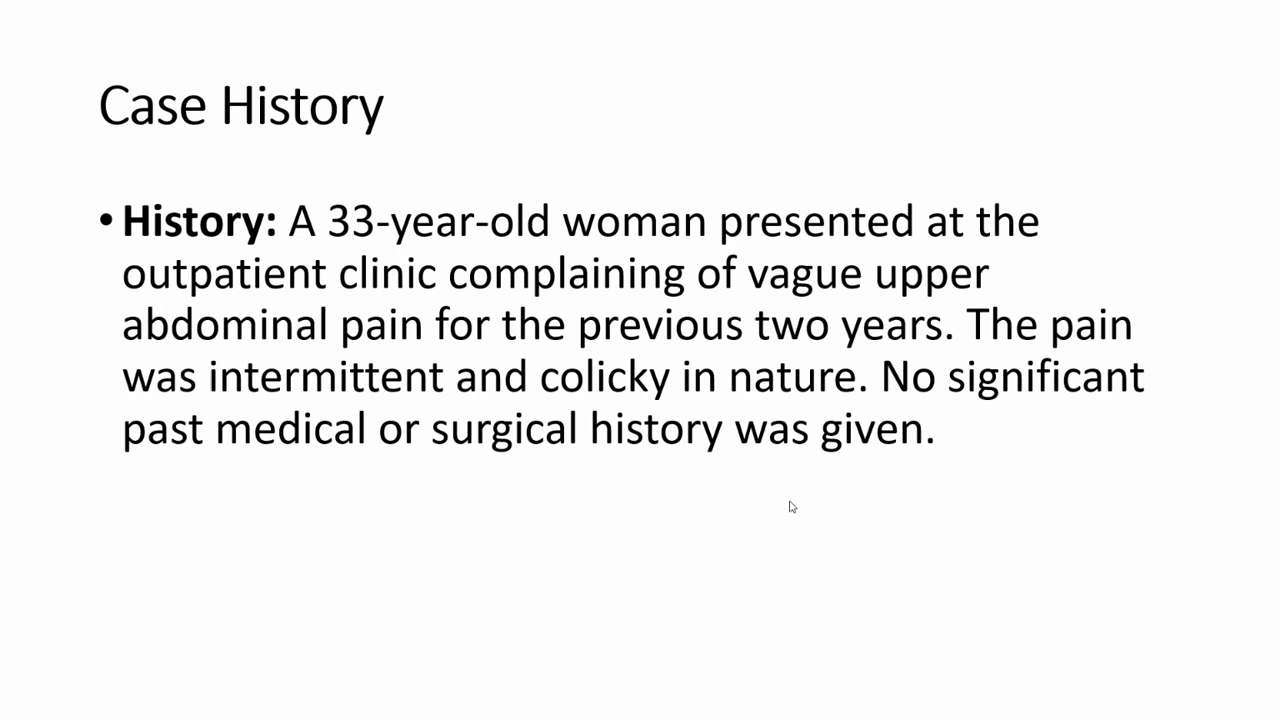 Case History
• History: A 33-year-old woman presented at the
outpatient clinic complaining of vague upper
abdominal pain for the previous two years. The pain
was intermittent and colicky in nature. No significant
past medical or surgical history was given.